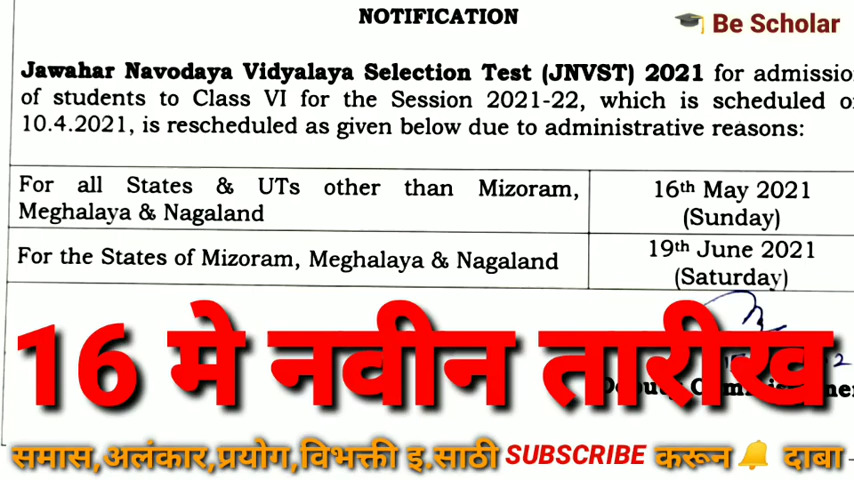 NOTIFICATION
Be Scholar
Jawahar Navodaya Vidyalaya Selection Test (JNVST) 2021 for admissio
of students to Class VI for the Session 2021-22, which is scheduled o
10.4.2021, is rescheduled as given below due to administrative reasons:
For all States & UTs other than Mizoram,
Meghalaya & Nagaland
16th May 2021
(Sunday)
For the States of Mizoram, Meghalaya & Nagaland
19th June 2021
(Saturday)
16 मे नवीन तारीख
समास,अलंकार,प्रयोग,विभक्ती इ.साठी SUBSCRIBE करून दाबा